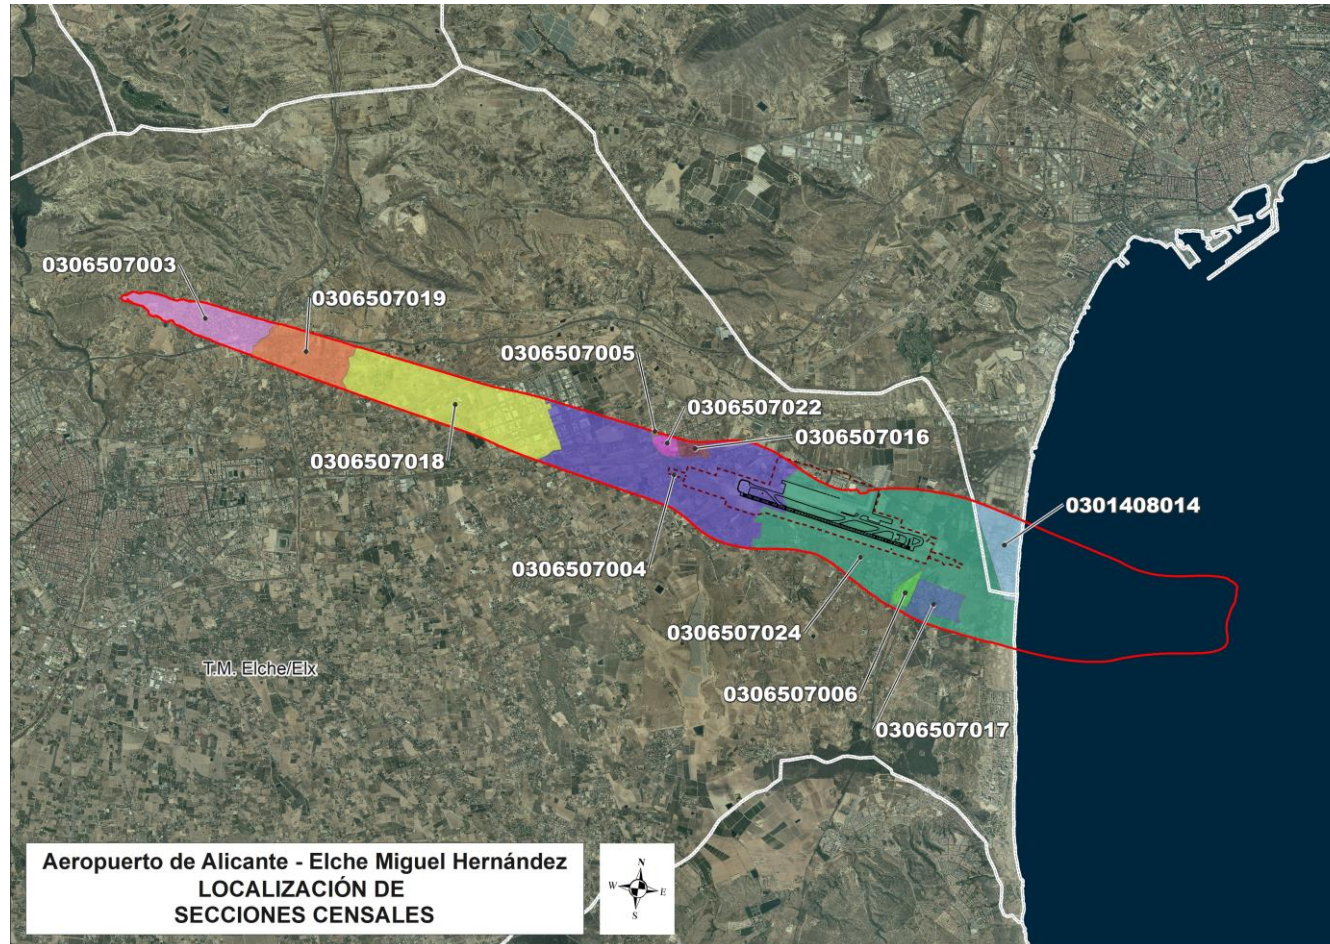 0306507003
0306507019
0306507005
0306507022
0306507016
0306507018
0301408014
0306507004
0306507024
T.M. Elche/Elx
0306507006
0306507017
Aeropuerto de Alicante - Elche Miguel Hernández
LOCALIZACIÓN DE
SECCIONES CENSALES
N
W E
S